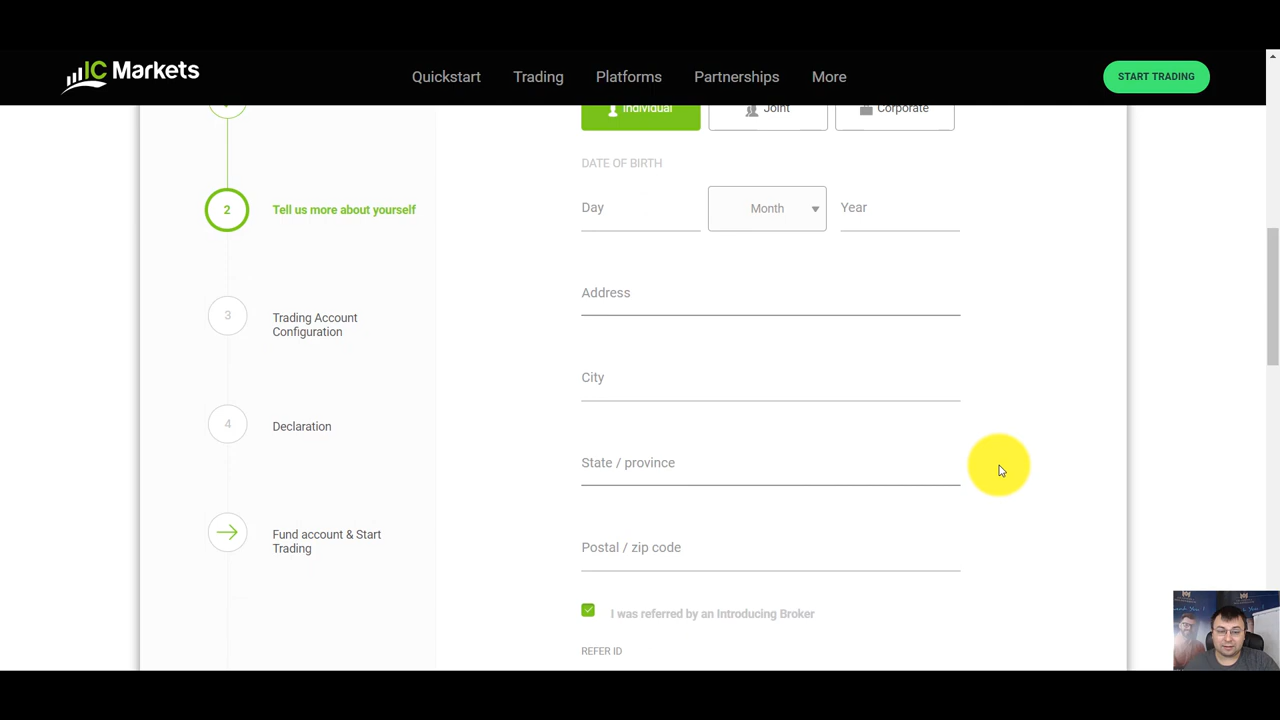 IC Markets
Quickstart
Trading
Platforms
Partnerships
More
START TRADING
Individual
Joint
Corporate
DATE OF BIRTH
Day
Month
Year
2
Tell us more about yourself
Address
3
Trading Account
Configuration
City
4
Declaration
State / province
Fund account & Start
Trading
Postal / zip code
I was referred by an Introducing Broker
REFER ID